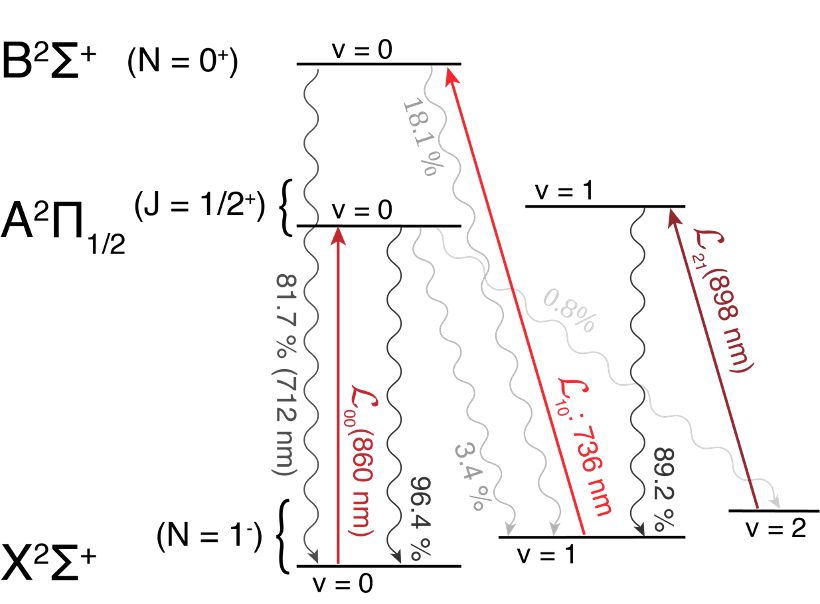 B²Σ⁺ (N = 0⁺)
v = 0
18.1 %
A²Π₁/₂ (J = 1/2⁺)
v = 0
v = 1
ℒ₂₁(898 nm)
0.8%
81.7 % (712 nm)
ℒ₀₀(860 nm)
96.4 %
3.4 %
ℒ₁₀: 736 nm
89.2 %
X²Σ⁺ (N = 1⁻)
v = 0
v = 1
v = 2